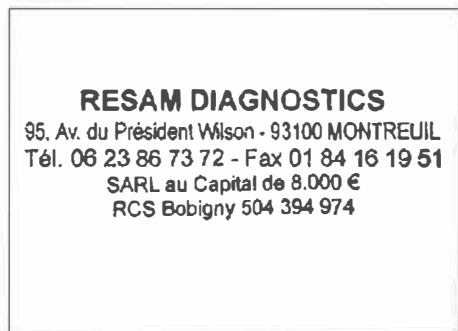 RESAM DIAGNOSTICS
95, Av. du Président Wilson - 93100 MONTREUIL
Tél. 06 23 86 73 72 - Fax 01 84 16 19 51
SARL au Capital de 8.000 €
RCS Bobigny 504 394 974